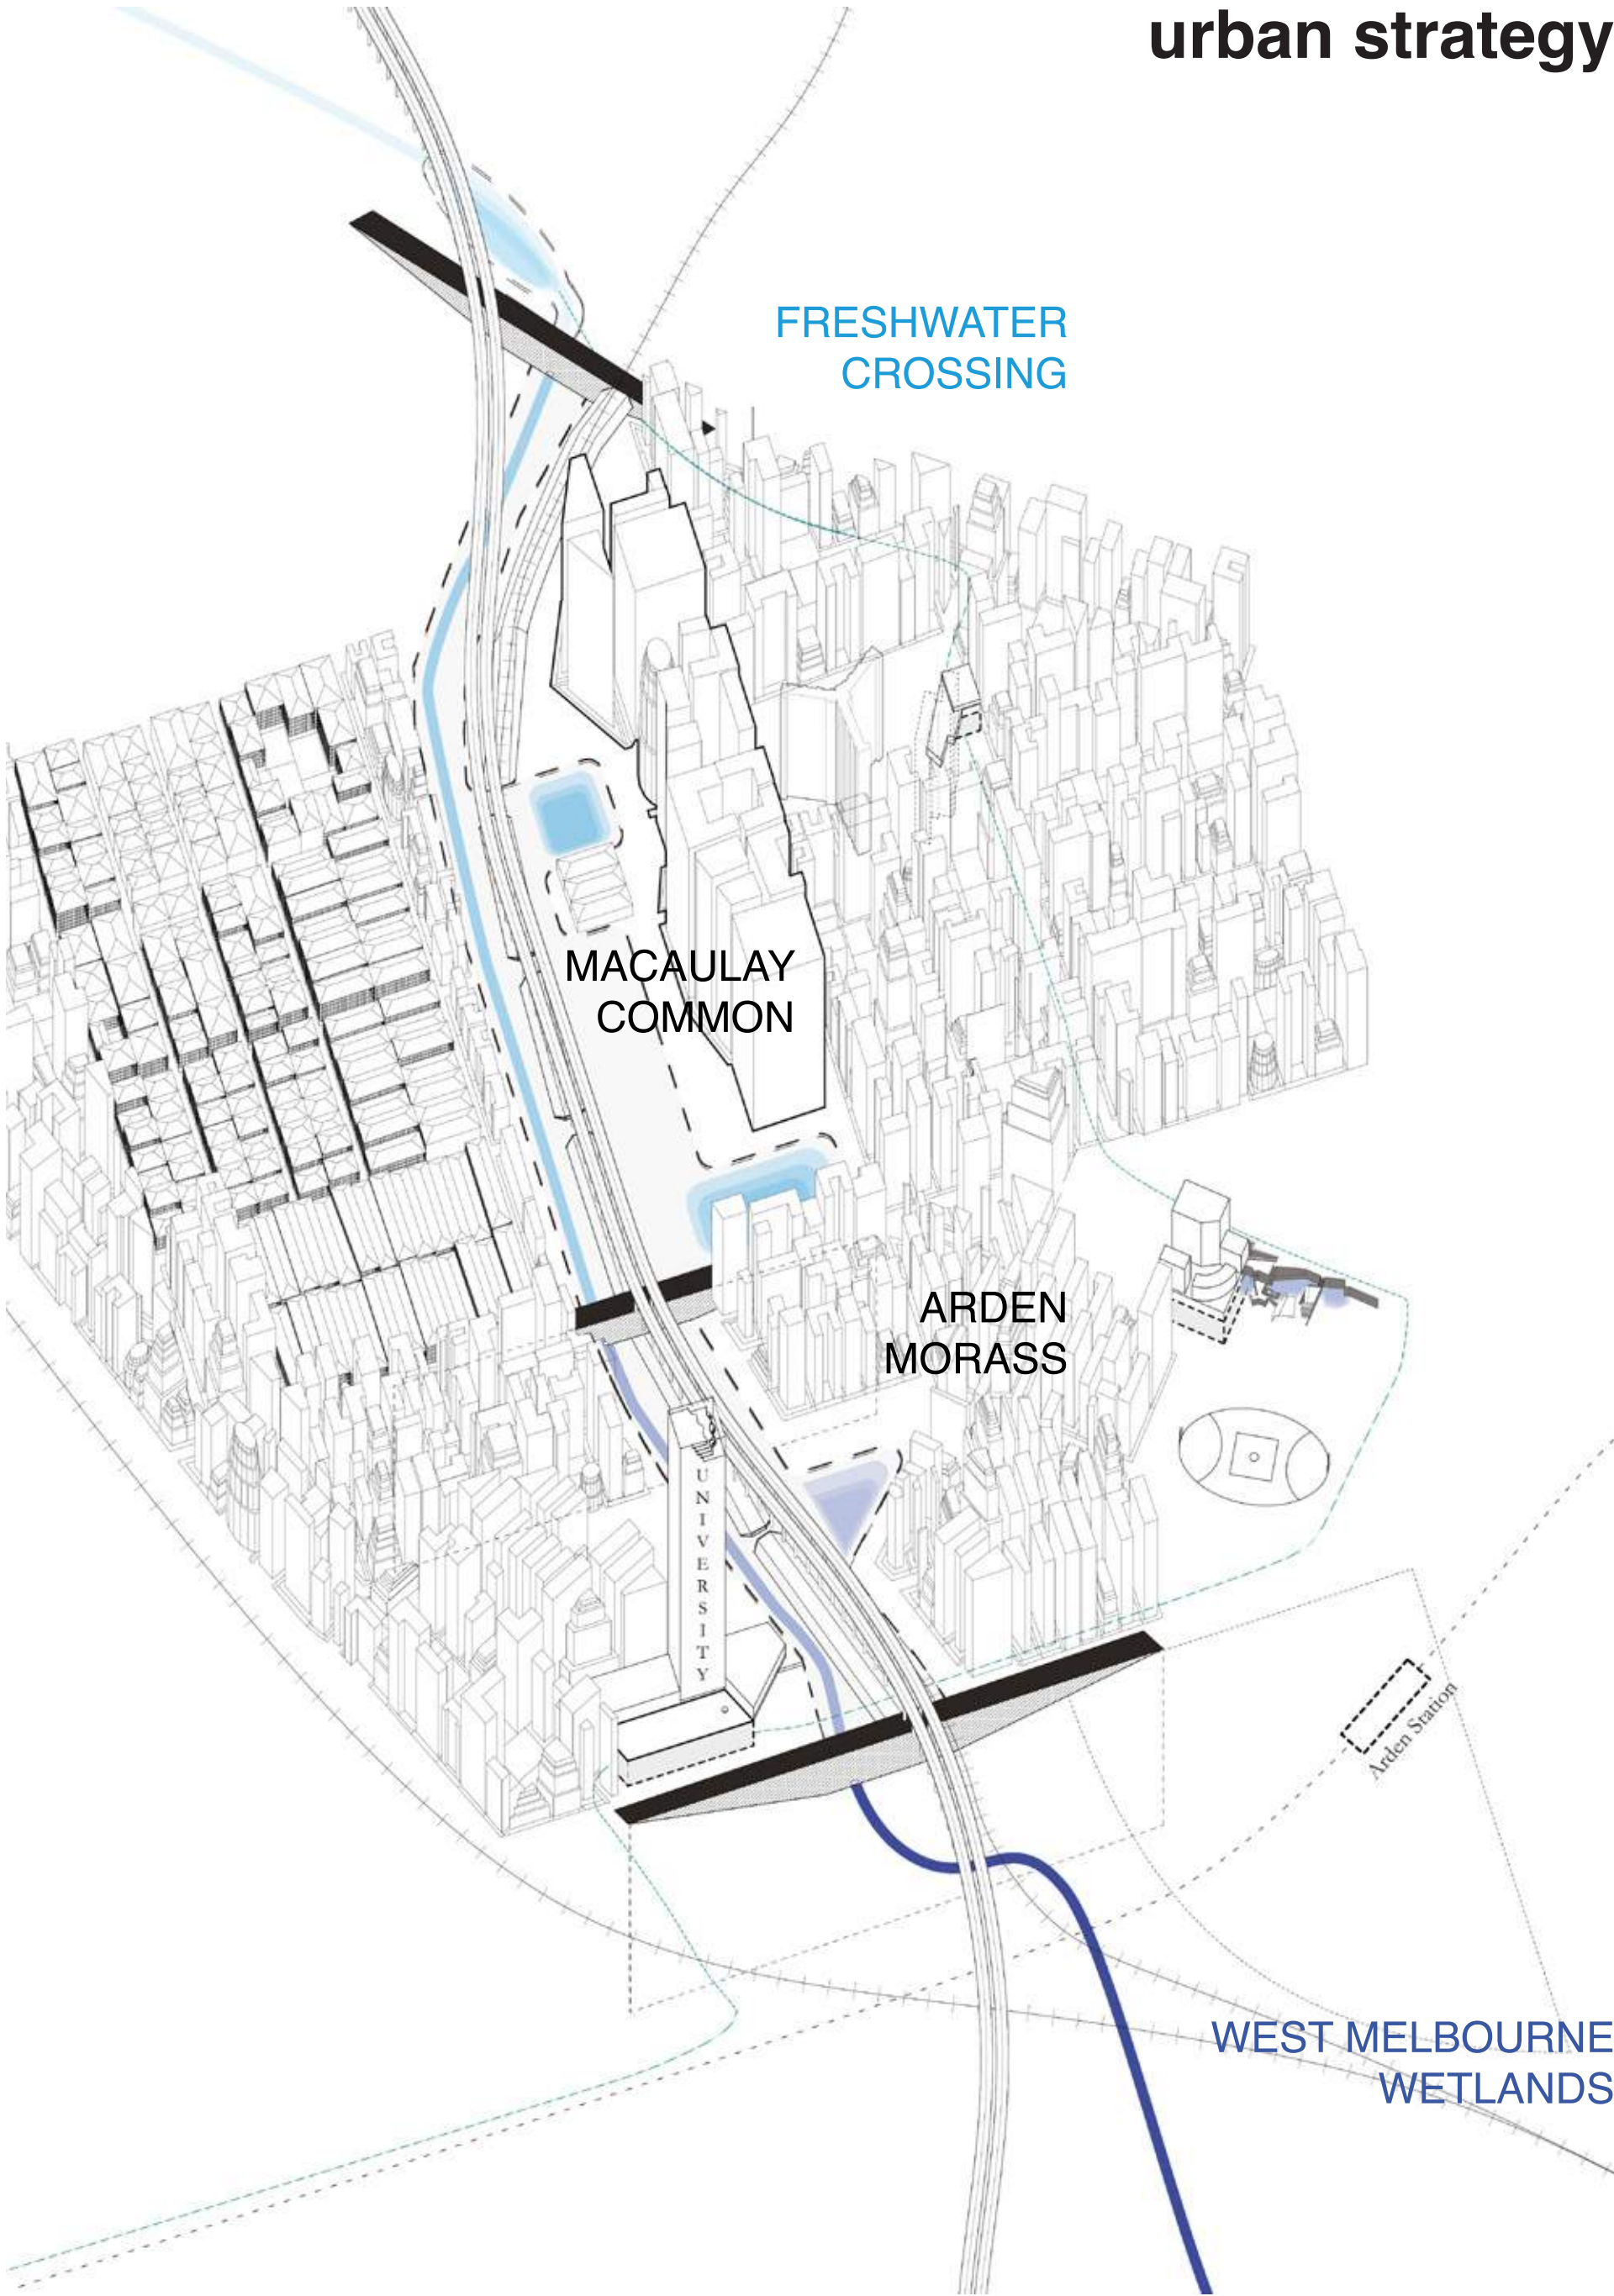 urban strategy
FRESHWATER
CROSSING
MACAULAY
COMMON
ARDEN
MORASS
UNIVERSITY
Arden Station
WEST MELBOURNE
WETLANDS